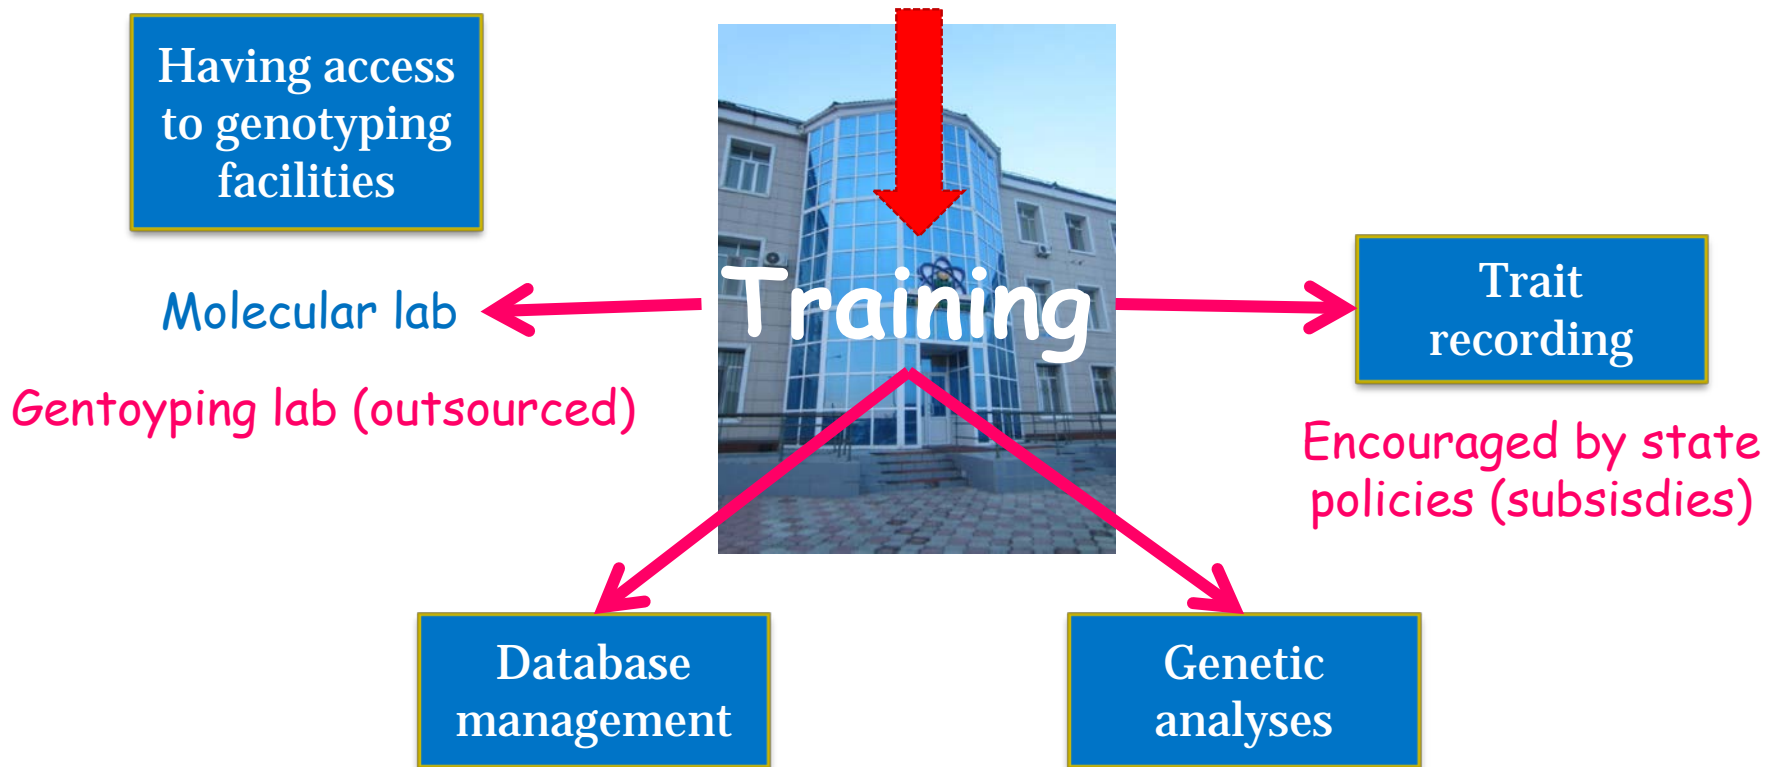 Having access
to genotyping
facilities
Molecular lab
Gentoyping lab (outsourced)
Training
Trait
recording
Encouraged by state
policies (subsisdies)
Database
management
Genetic
analyses